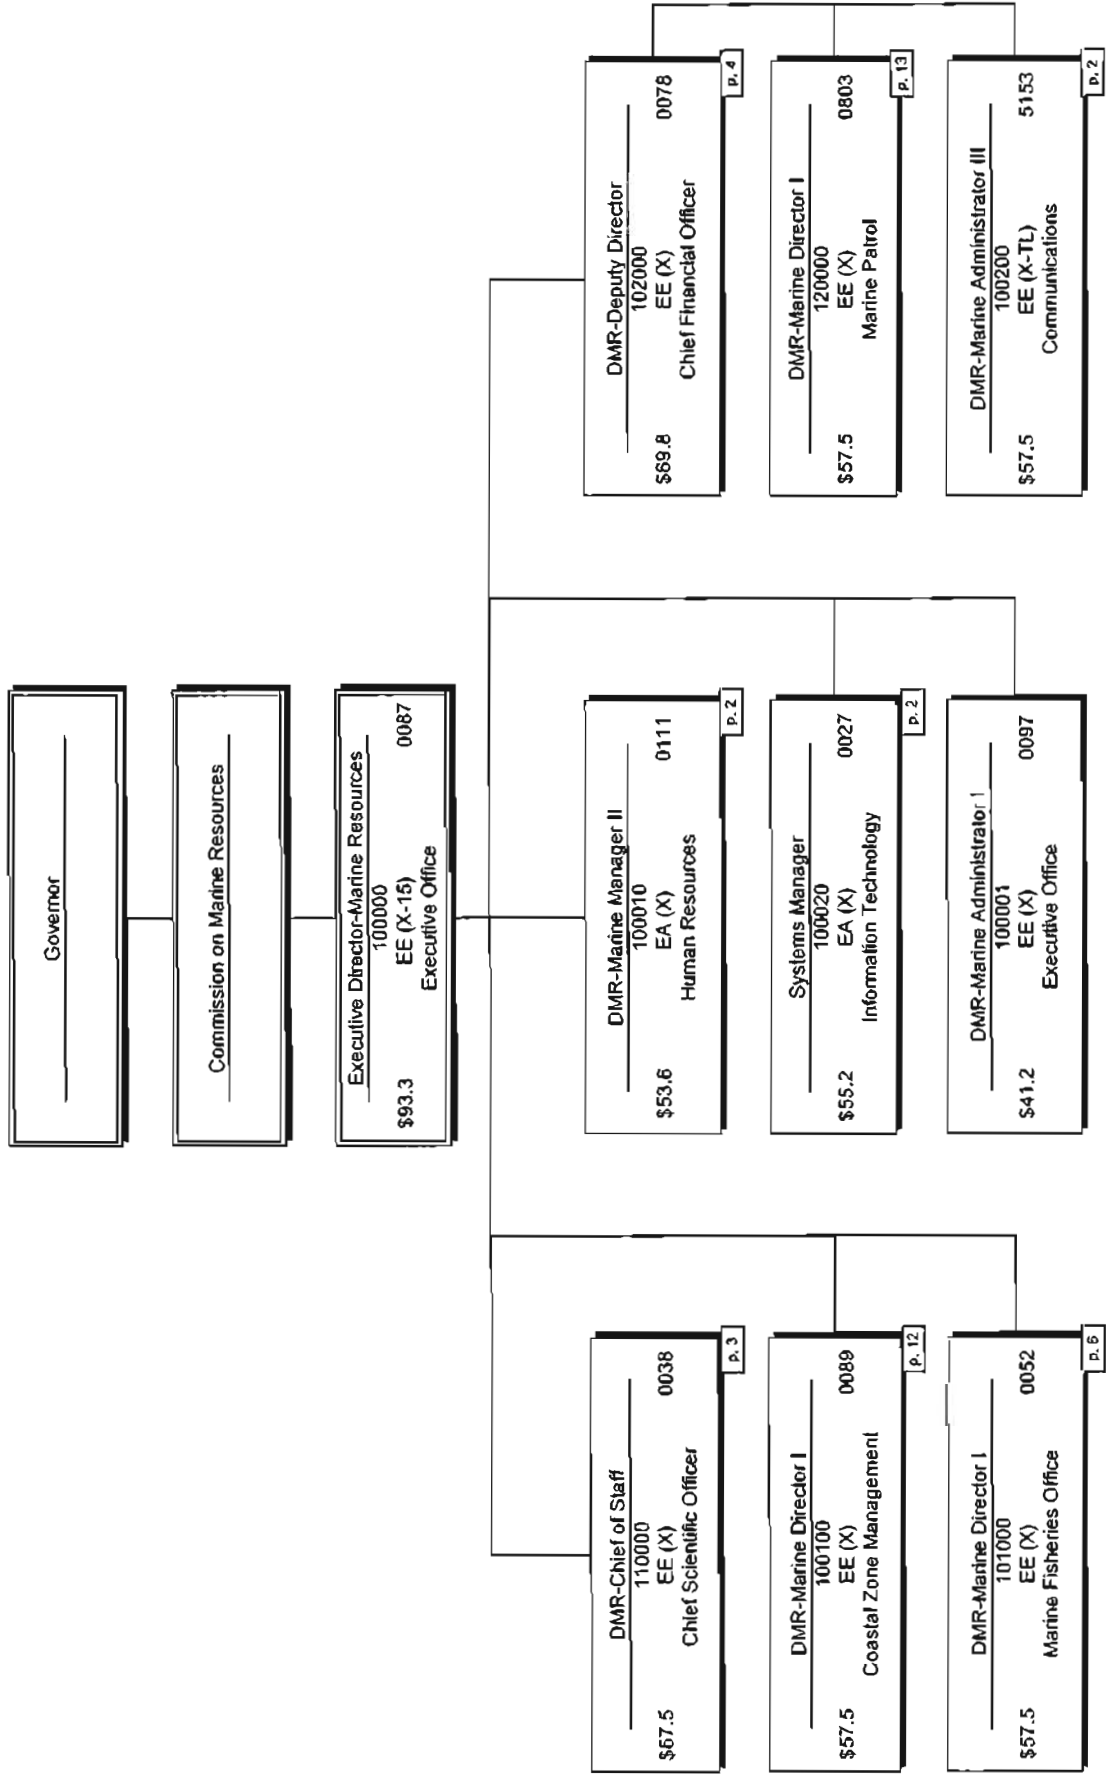 Governor
Commission on Marine Resources
Executive Director-Marine Resources
100000
$93.3 EE (X-15) 0087
Executive Office
DMR-Chief of Staff
110000
$67.5 EE (X) 0038
Chief Scientific Officer
p. 3
DMR-Marine Manager II
100010
$53.6 EA (X) 0111
Human Resources
p. 2
DMR-Deputy Director
102000
$69.8 EE (X) 0078
Chief Financial Officer
p. 4
DMR-Marine Director I
100100
$57.5 EE (X) 0089
Coastal Zone Management
p. 12
Systems Manager
100020
$55.2 EA (X) 0027
Information Technology
p. 2
DMR-Marine Director I
120000
$57.5 EE (X) 0803
Marine Patrol
p. 13
DMR-Marine Director I
101000
$57.5 EE (X) 0052
Marine Fisheries Office
p. 6
DMR-Marine Administrator I
100001
$41.2 EE (X) 0097
Executive Office
DMR-Marine Administrator III
100200
$57.5 EE (X-TL) 5153
Communications
p. 2